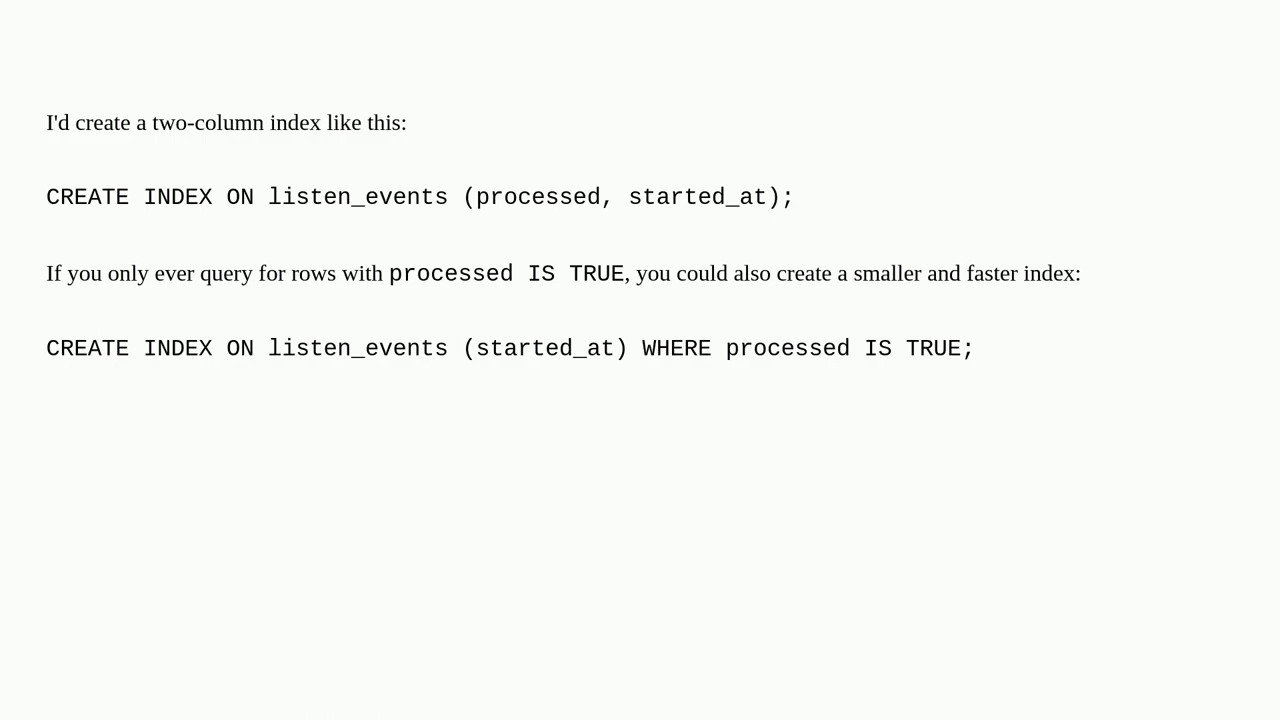 I'd create a two-column index like this:
CREATE INDEX ON listen_events (processed, started_at);
If you only ever query for rows with processed IS TRUE, you could also create a smaller and faster index:
CREATE INDEX ON listen_events (started_at) WHERE processed IS TRUE;